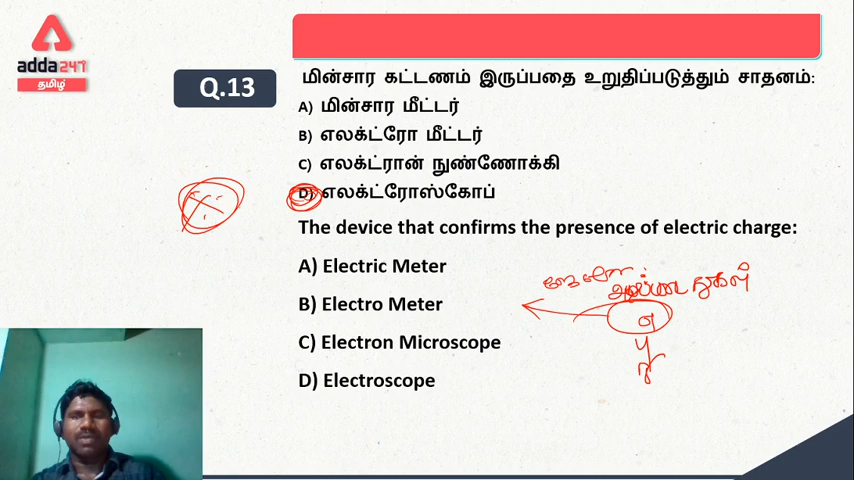 adda247
தமிழ்
Q.13
மின்சார கட்டணம் இருப்பதை உறுதிப்படுத்தும் சாதனம்:
A) மின்சார மீட்டர்
B) எலக்ட்ரோ மீட்டர்
C) எலக்ட்ரான் நுண்ணோக்கி
D) எலக்ட்ரோஸ்கோப்
The device that confirms the presence of electric charge:
A) Electric Meter
B) Electro Meter
C) Electron Microscope
D) Electroscope